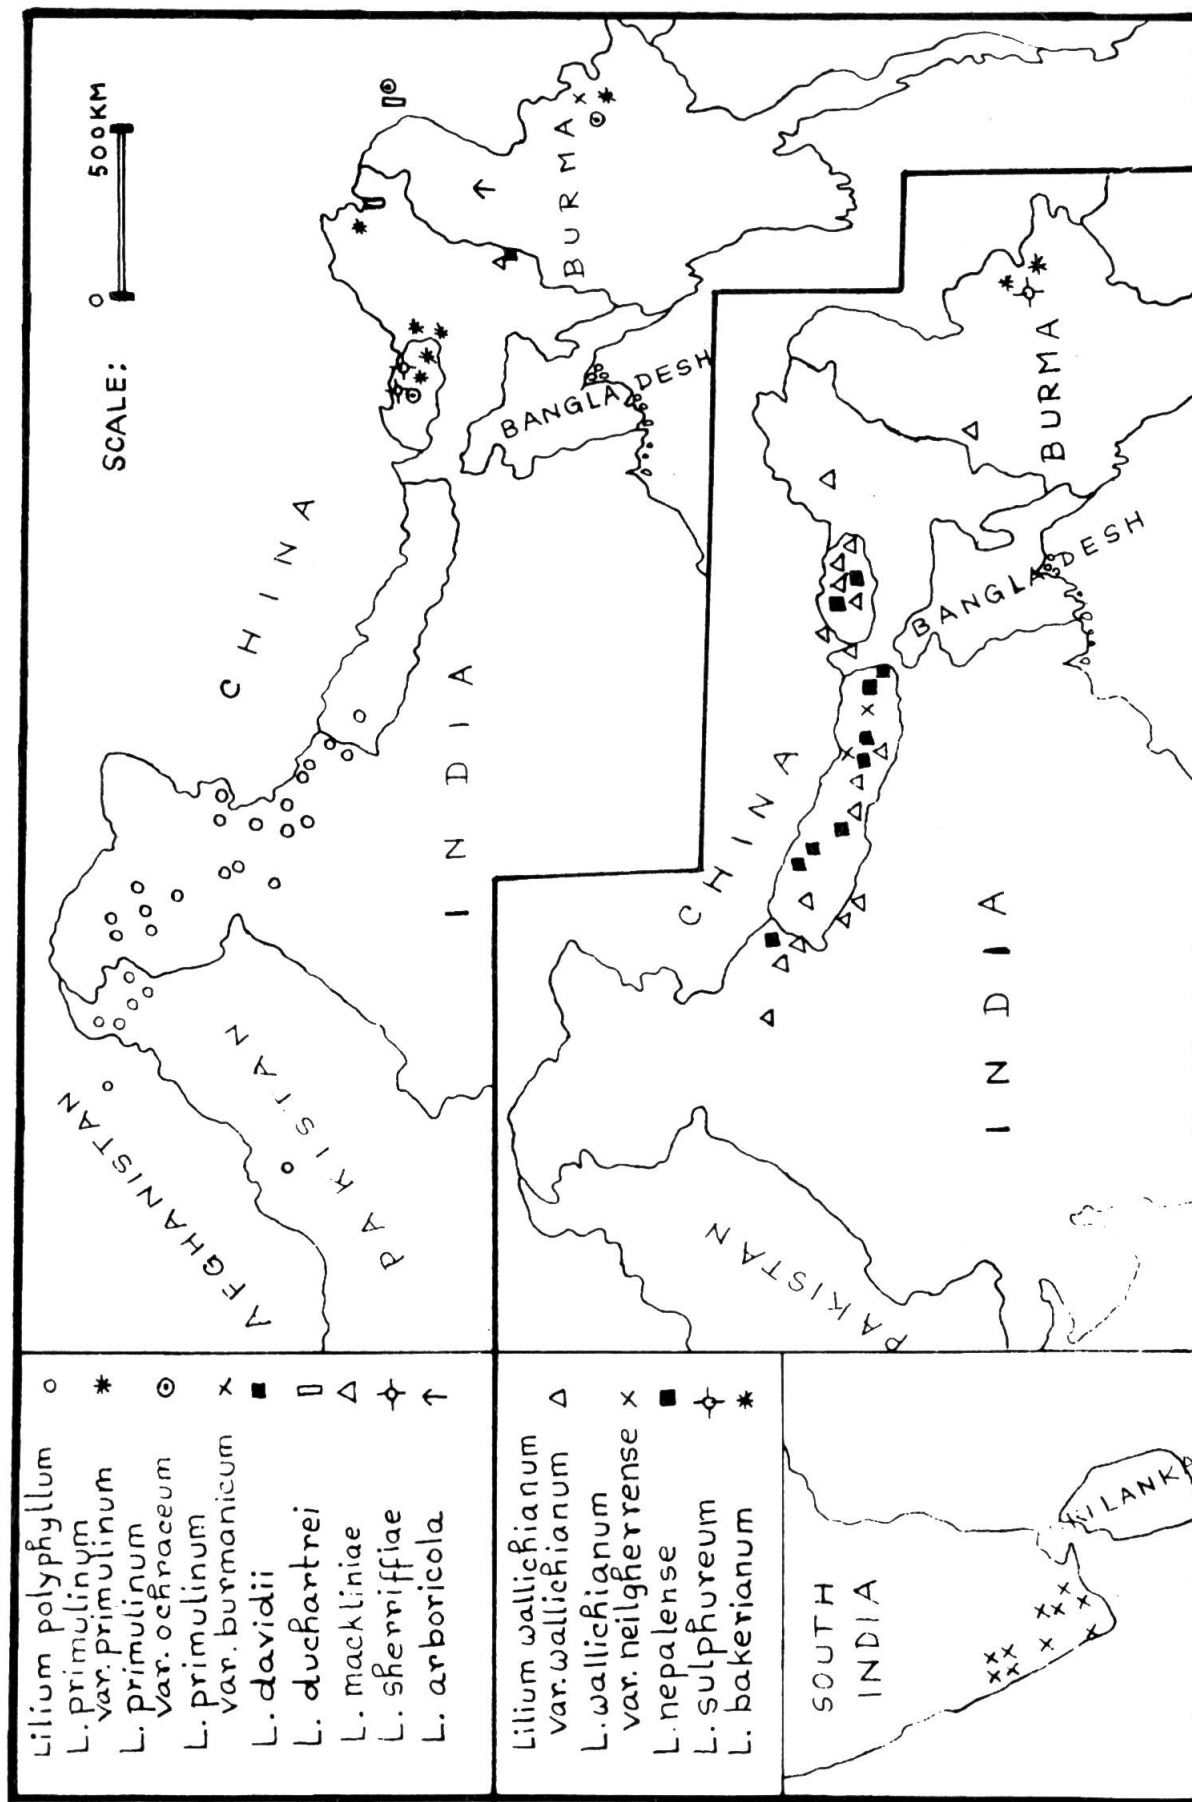 Lilium polyphyllum
L. primulinum
var. primulinum
L. primulinum
var. ochraceum
L. primulinum
var. burmanicum
L. davidii
L. duchartrei
L. mackliniae
L. sherriffiae
L. arboricola
AFGHANISTAN
PAKISTAN
CHINA
INDIA
BANGLADESH
BURMA
SCALE:
0 500KM
Lilium wallichianum
var. wallichianum
L. wallichianum
var. neilgherrense
L. nepalense
L. sulphureum
L. bakerianum
PAKISTAN
CHINA
INDIA
BANGLADESH
BURMA
SOUTH
INDIA
RILANKA